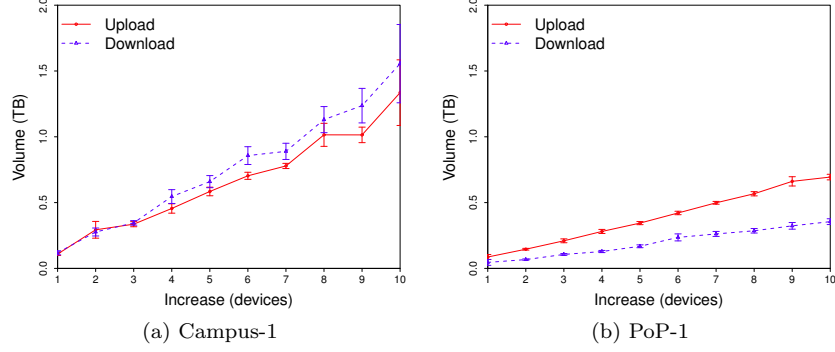 Upload
Download
Volume (TB)
0.0
0.5
1.0
1.5
2.0
1 2 3 4 5 6 7 8 9 10
Increase (devices)
(a) Campus-1
Upload
Download
Volume (TB)
0.0
0.5
1.0
1.5
2.0
1 2 3 4 5 6 7 8 9 10
Increase (devices)
(b) PoP-1